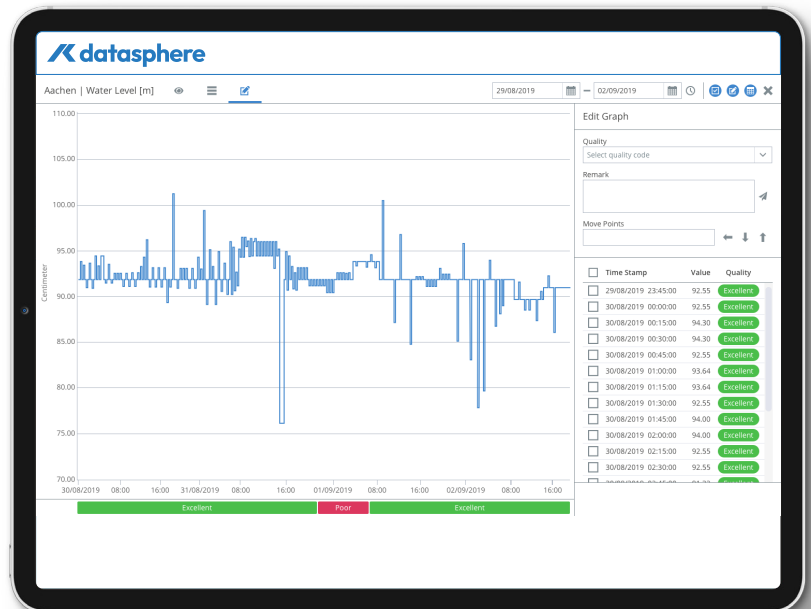 datasphere
Aachen | Water Level [m]
29/08/2019 – 02/09/2019
Edit Graph
Quality
Select quality code
Remark
Move Points
Time Stamp Value Quality
29/08/2019 23:45:00 92.55 Excellent
30/08/2019 00:00:00 92.55 Excellent
30/08/2019 00:15:00 94.30 Excellent
30/08/2019 00:30:00 94.30 Excellent
30/08/2019 00:45:00 92.55 Excellent
30/08/2019 01:00:00 93.64 Excellent
30/08/2019 01:15:00 93.64 Excellent
30/08/2019 01:30:00 92.55 Excellent
30/08/2019 01:45:00 94.00 Excellent
30/08/2019 02:00:00 94.00 Excellent
30/08/2019 02:15:00 92.55 Excellent
30/08/2019 02:30:00 92.55 Excellent
110.00
105.00
100.00
95.00
90.00
85.00
80.00
75.00
70.00
Centimeter
30/08/2019 08:00 16:00 31/08/2019 08:00 16:00 01/09/2019 08:00 16:00 02/09/2019 08:00 16:00
Excellent Poor Excellent